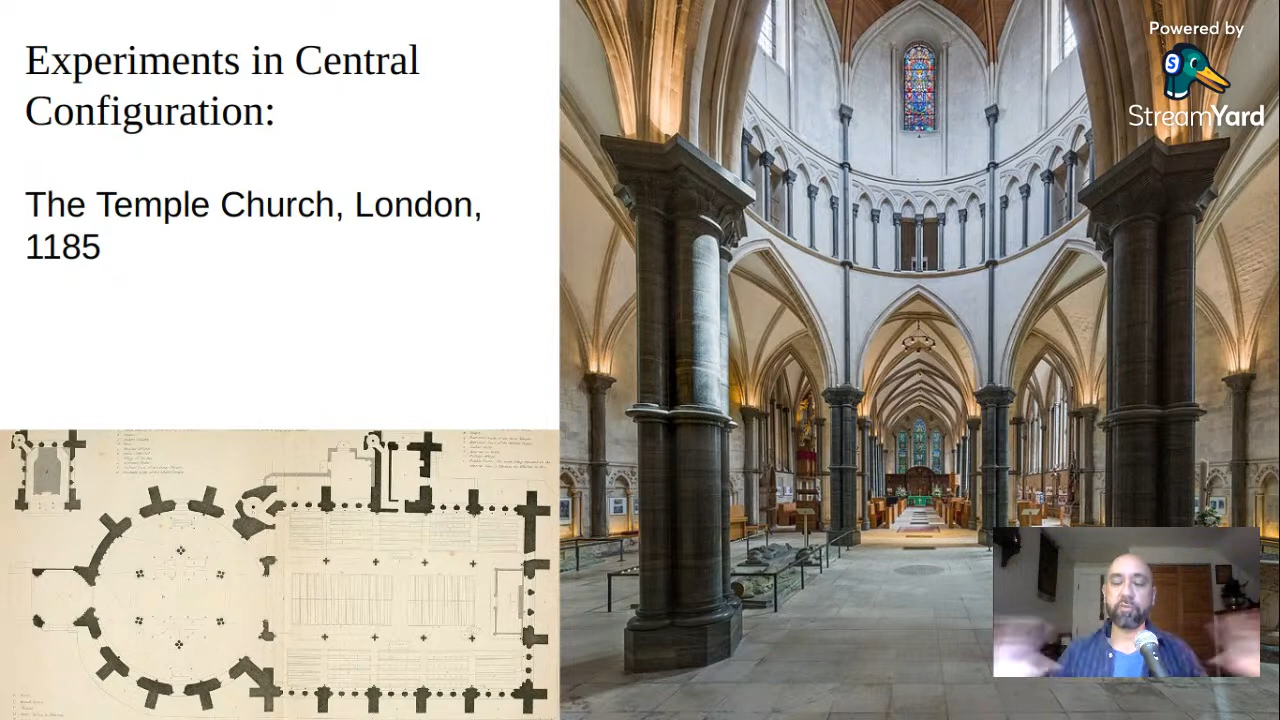 Experiments in Central
Configuration:
The Temple Church, London,
1185
Powered by
S
StreamYard